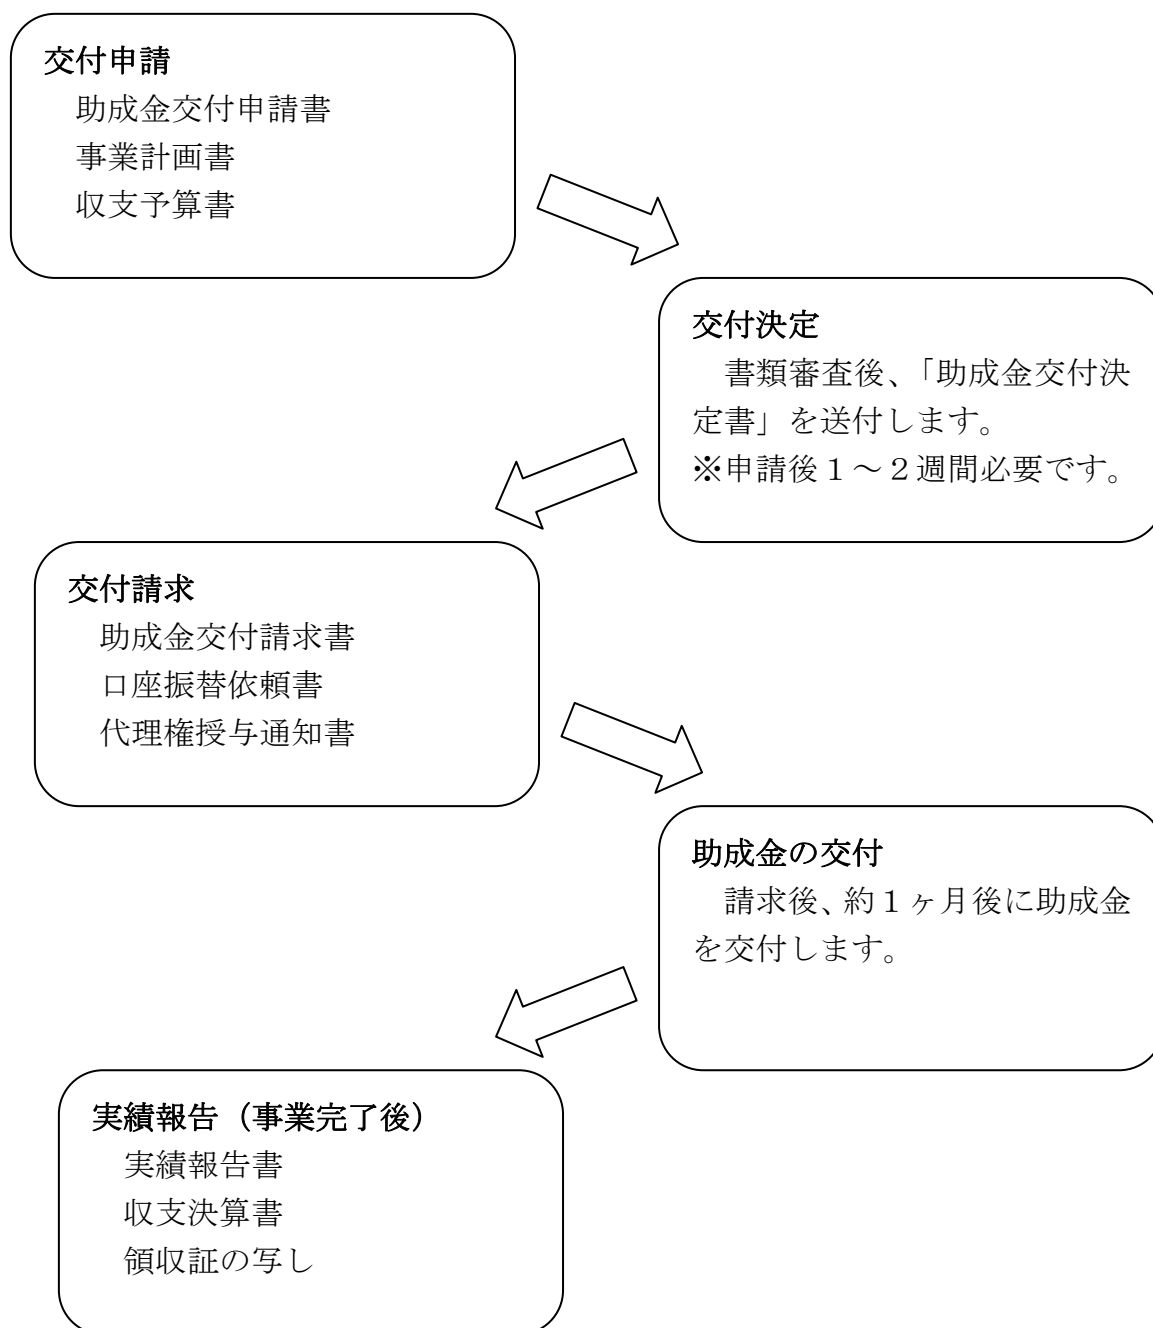 交付申請
助成金交付申請書
事業計画書
収支予算書
交付決定
書類審査後、「助成金交付決
定書」を送付します。
※申請後１～２週間必要です。
交付請求
助成金交付請求書
口座振替依頼書
代理権授与通知書
助成金の交付
請求後、約１ヶ月後に助成金
を交付します。
実績報告（事業完了後）
実績報告書
収支決算書
領収証の写し